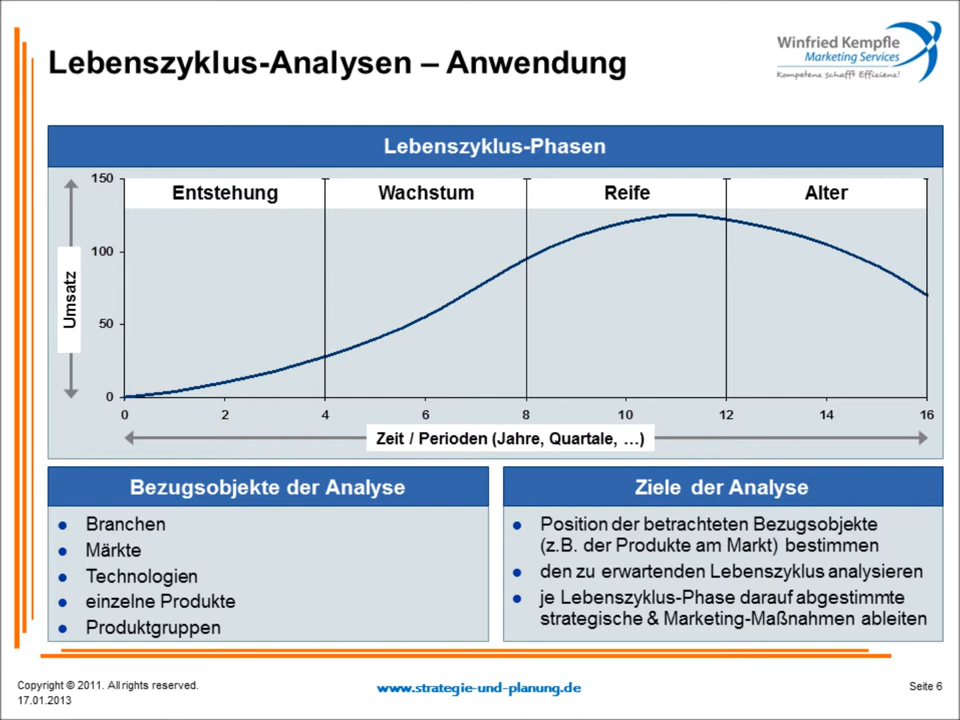 Lebenszyklus-Analysen – Anwendung
Winfried Kempfle
Marketing Services
Kompetenz schafft Effizienz!
Lebenszyklus-Phasen
150
Entstehung
Wachstum
Reife
Alter
100
Umsatz
50
0
0
2
4
6
8
10
12
14
16
Zeit / Perioden (Jahre, Quartale, …)
Bezugsobjekte der Analyse
● Branchen
● Märkte
● Technologien
● einzelne Produkte
● Produktgruppen
Ziele der Analyse
● Position der betrachteten Bezugsobjekte
(z.B. der Produkte am Markt) bestimmen
● den zu erwartenden Lebenszyklus analysieren
● je Lebenszyklus-Phase darauf abgestimmte
strategische & Marketing-Maßnahmen ableiten
Copyright © 2011. All rights reserved.
17.01.2013
www.strategie-und-planung.de
Seite 6